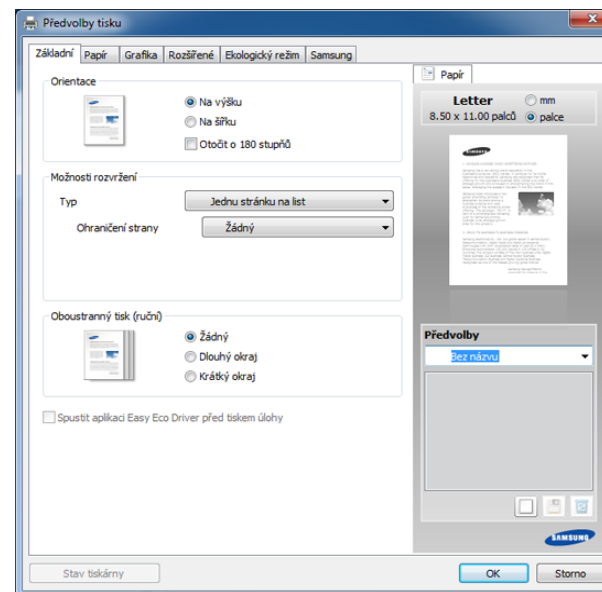 Předvolby tisku
Základní Papír Grafika Rozšířené Ekologický režim Samsung
Orientace
Na výšku
Na šířku
Otočit o 180 stupňů
Možnosti rozvržení
Typ Jednu stránku na list
Ohraničení strany Žádný
Oboustranný tisk (ruční)
Žádný
Dlouhý okraj
Krátký okraj
Spustit aplikaci Easy Eco Driver před tiskem úlohy
Papír
Letter mm
8.50 x 11.00 palců palce
SAMSUNG
Předvolby
Bez názvu
SAMSUNG
Stav tiskárny OK Storno